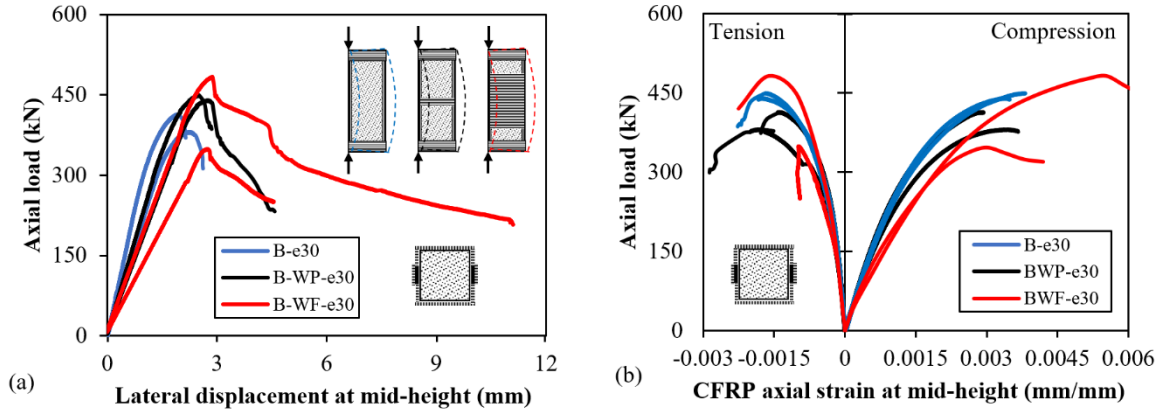 600
450
300
150
0
Axial load (kN)
B-e30
B-WP-e30
B-WF-e30
0 3 6 9 12
(a)
Lateral displacement at mid-height (mm)
600
Tension Compression
450
300
150
0
Axial load (kN)
B-e30
BWP-e30
BWF-e30
-0.003 -0.0015 0 0.0015 0.003 0.0045 0.006
(b)
CFRP axial strain at mid-height (mm/mm)